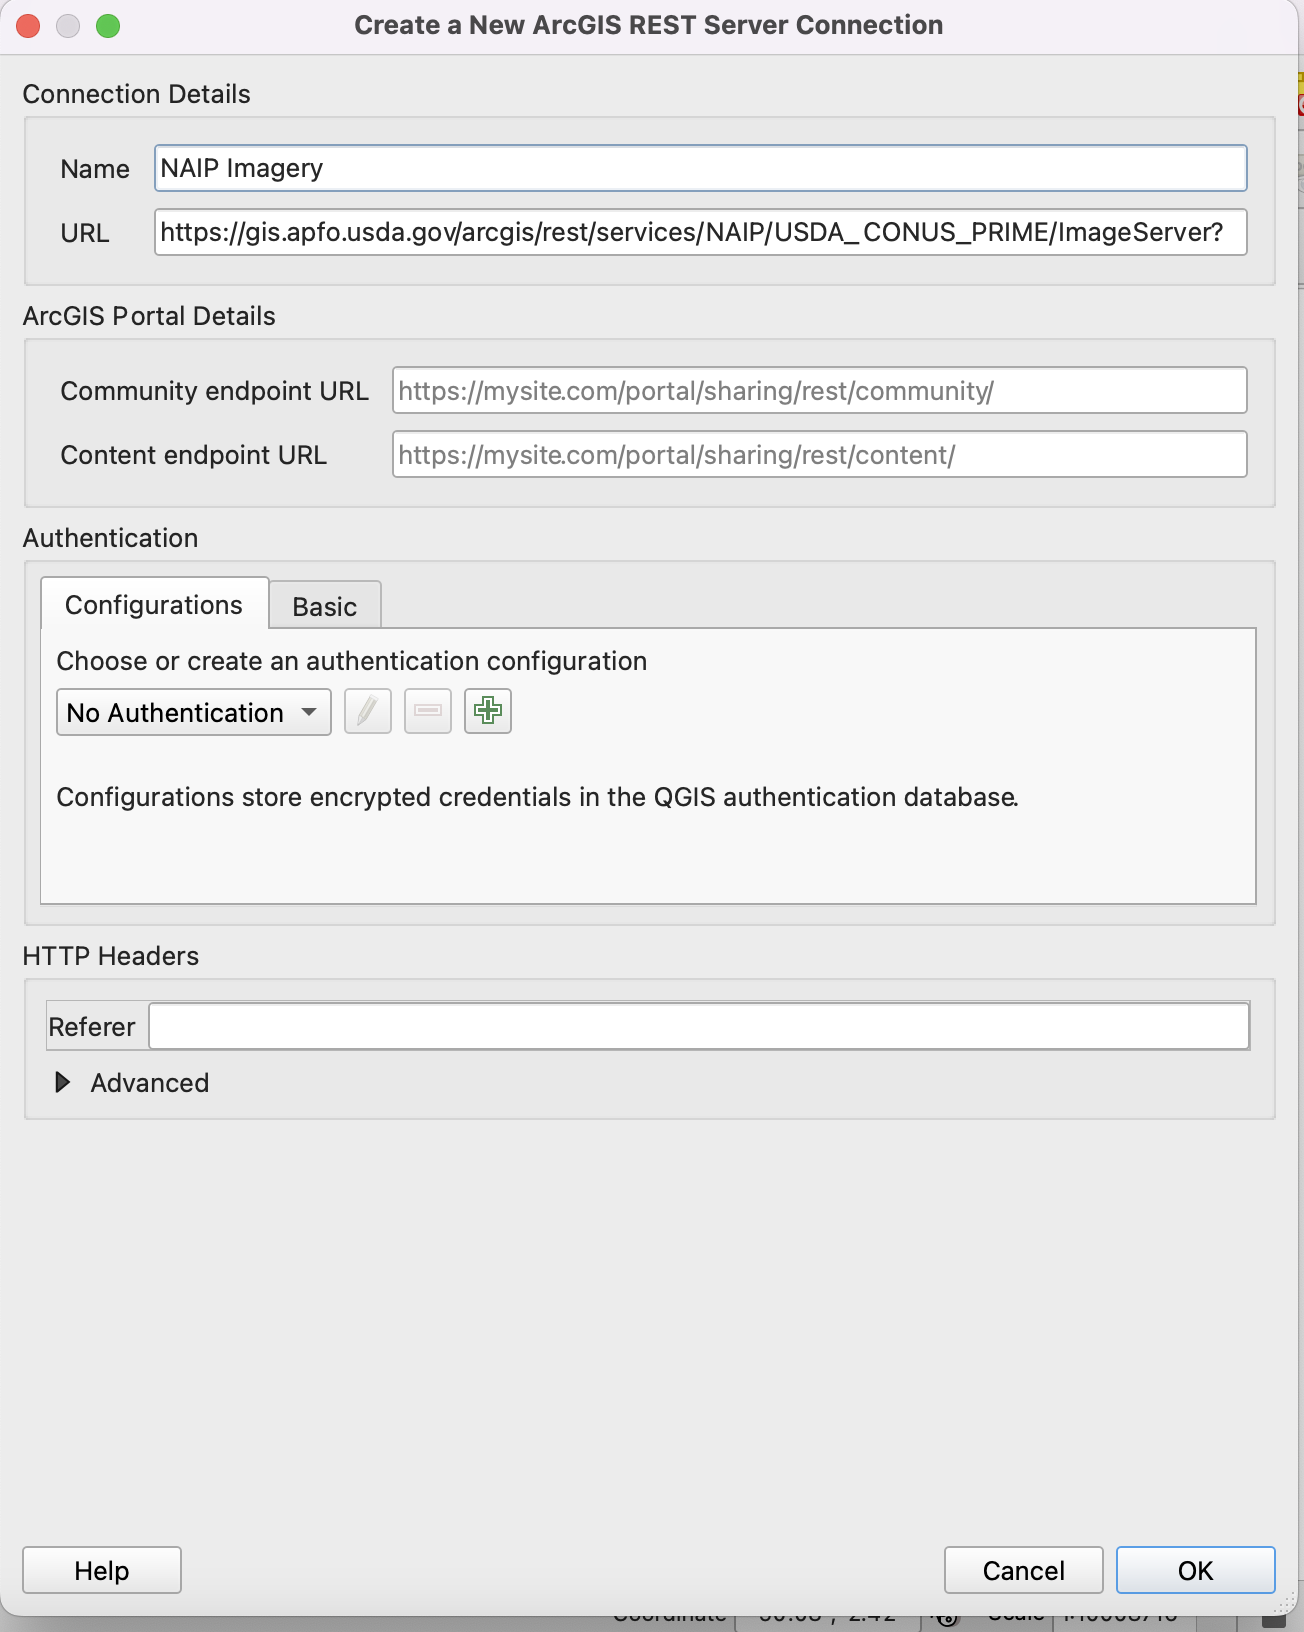 Create a New ArcGIS REST Server Connection
Connection Details
Name NAIP Imagery
URL https://gis.apfo.usda.gov/arcgis/rest/services/NAIP/USDA_CONUS_PRIME/ImageServer?
ArcGIS Portal Details
Community endpoint URL https://mysite.com/portal/sharing/rest/community/
Content endpoint URL https://mysite.com/portal/sharing/rest/content/
Authentication
Configurations Basic
Choose or create an authentication configuration
No Authentication
Configurations store encrypted credentials in the QGIS authentication database.
HTTP Headers
Referer
Advanced
Help Cancel OK
Coordinate Scale